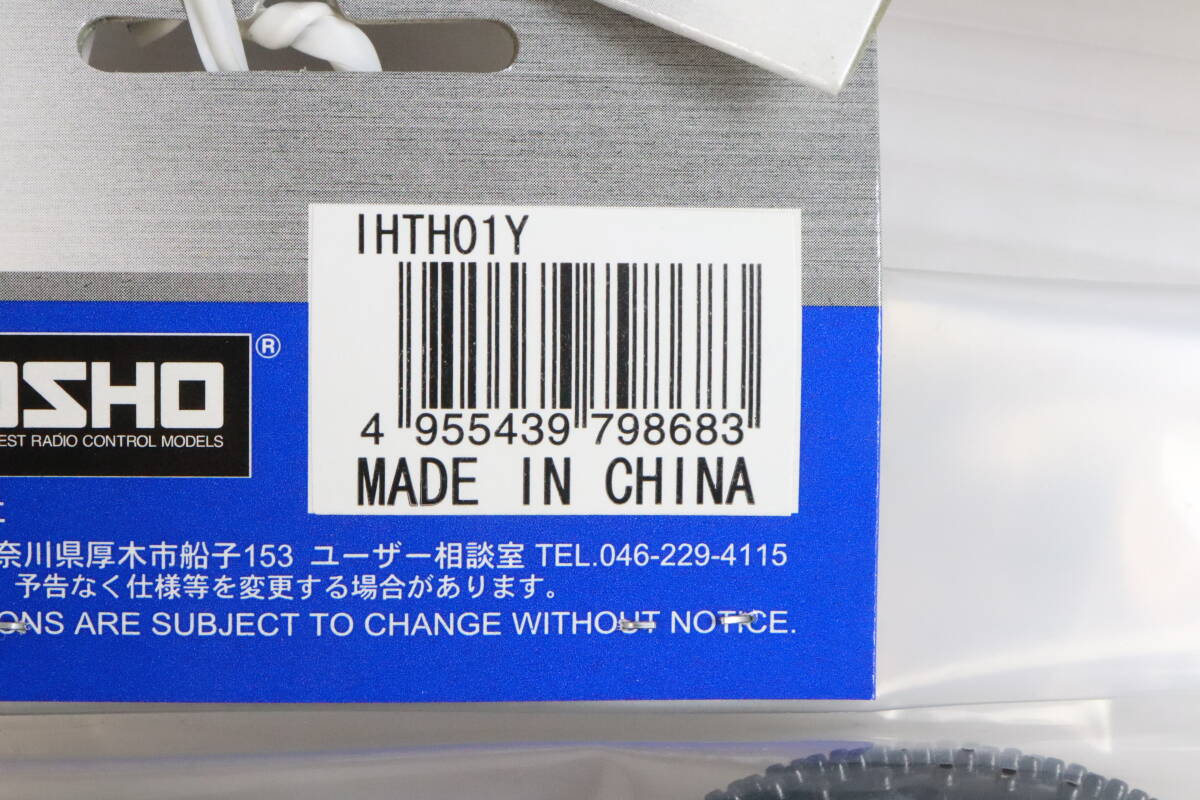 IHTH01Y
4 955439 798683
MADE IN CHINA
OSHO ®
EST RADIO CONTROL MODELS
奈川県厚木市船子153 ユーザー相談室 TEL.046-229-4115
予告なく仕様等を変更する場合があります。
ONS ARE SUBJECT TO CHANGE WITHOUT NOTICE.